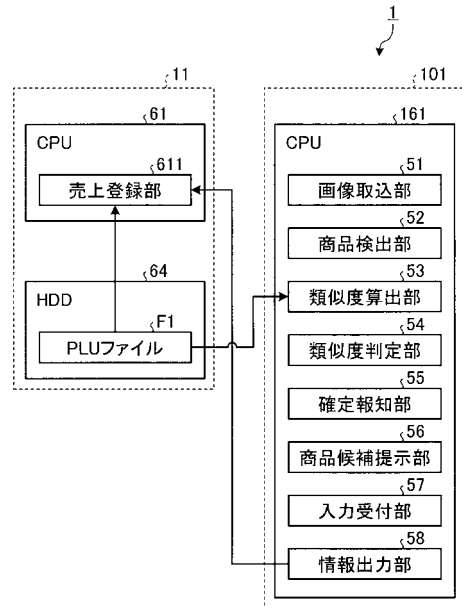 1
11
61
CPU
611
売上登録部
64
HDD
F1
PLUファイル
101
161
CPU
51
画像取込部
52
商品検出部
53
類似度算出部
54
類似度判定部
55
確定報知部
56
商品候補提示部
57
入力受付部
58
情報出力部